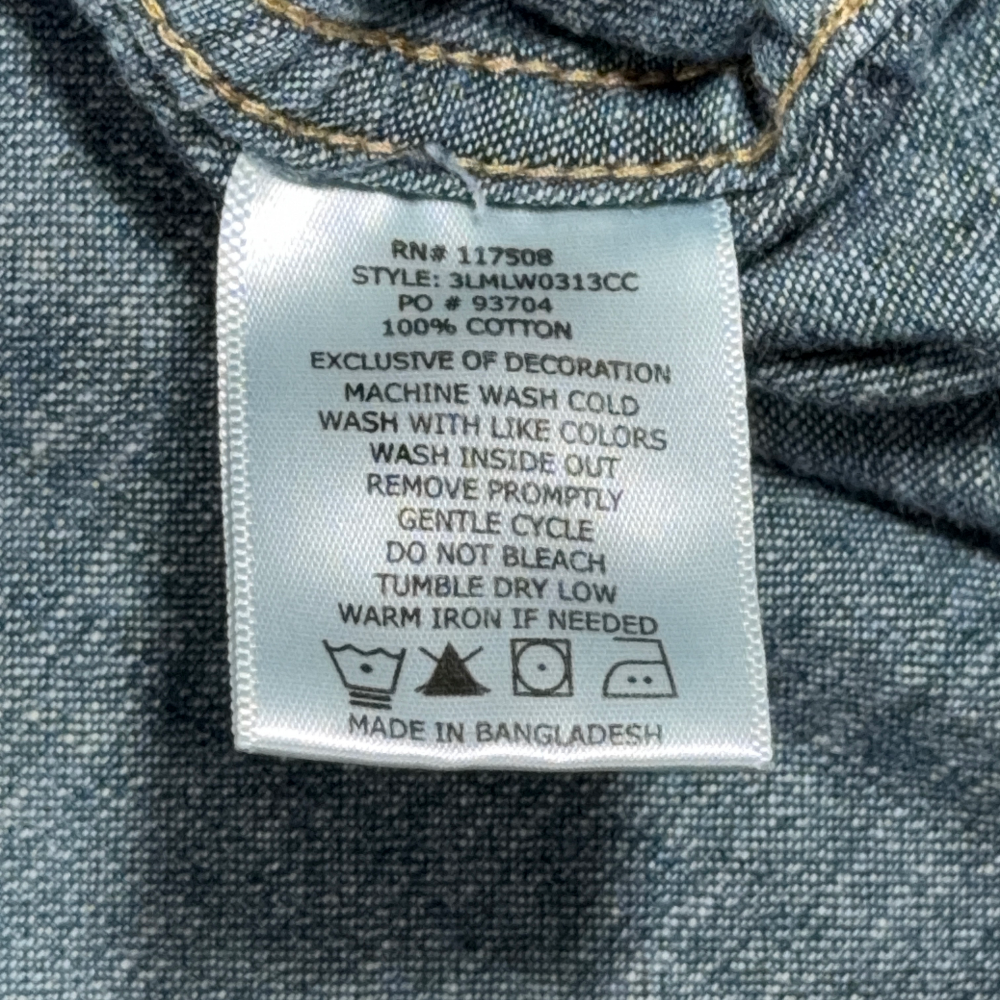 RN# 117508
STYLE: 3LMLW0313CC
PO # 93704
100% COTTON
EXCLUSIVE OF DECORATION
MACHINE WASH COLD
WASH WITH LIKE COLORS
WASH INSIDE OUT
REMOVE PROMPTLY
GENTLE CYCLE
DO NOT BLEACH
TUMBLE DRY LOW
WARM IRON IF NEEDED
MADE IN BANGLADESH